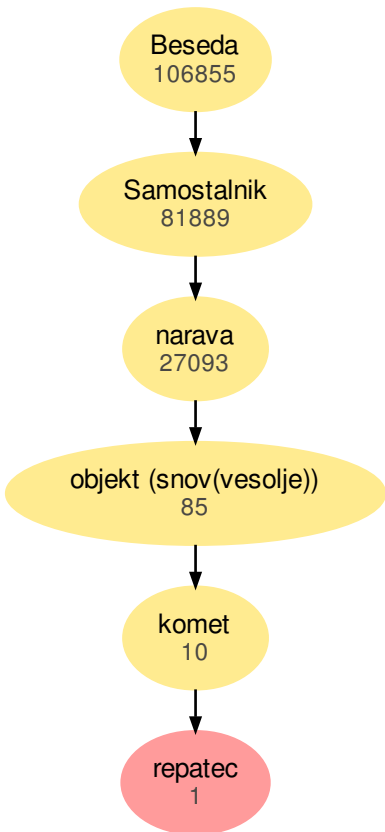 Beseda
106855
Samostalnik
81889
narava
27093
objekt (snov(vesolje))
85
komet
10
repatec
1